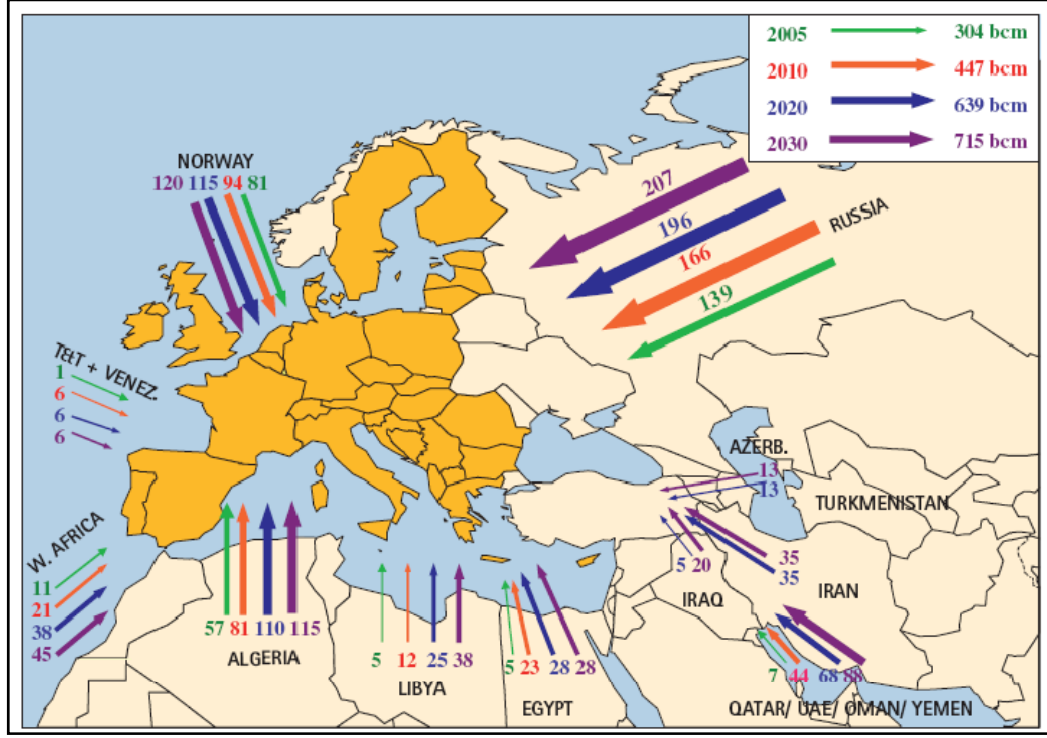 2005 304 bcm
2010 447 bcm
2020 639 bcm
2030 715 bcm
NORWAY
120 115 94 81
207
196
166
139
RUSSIA
T&T + VENEZ.
1
6
6
6
AZERB.
13
13
TURKMENISTAN
W. AFRICA
11
21
38
45
57 81 110 115
ALGERIA
5 12 25 38
LIBYA
5 23 28 28
EGYPT
5 20
IRAQ
35
35
IRAN
7 44 68 88
QATAR/ UAE/ OMAN/ YEMEN